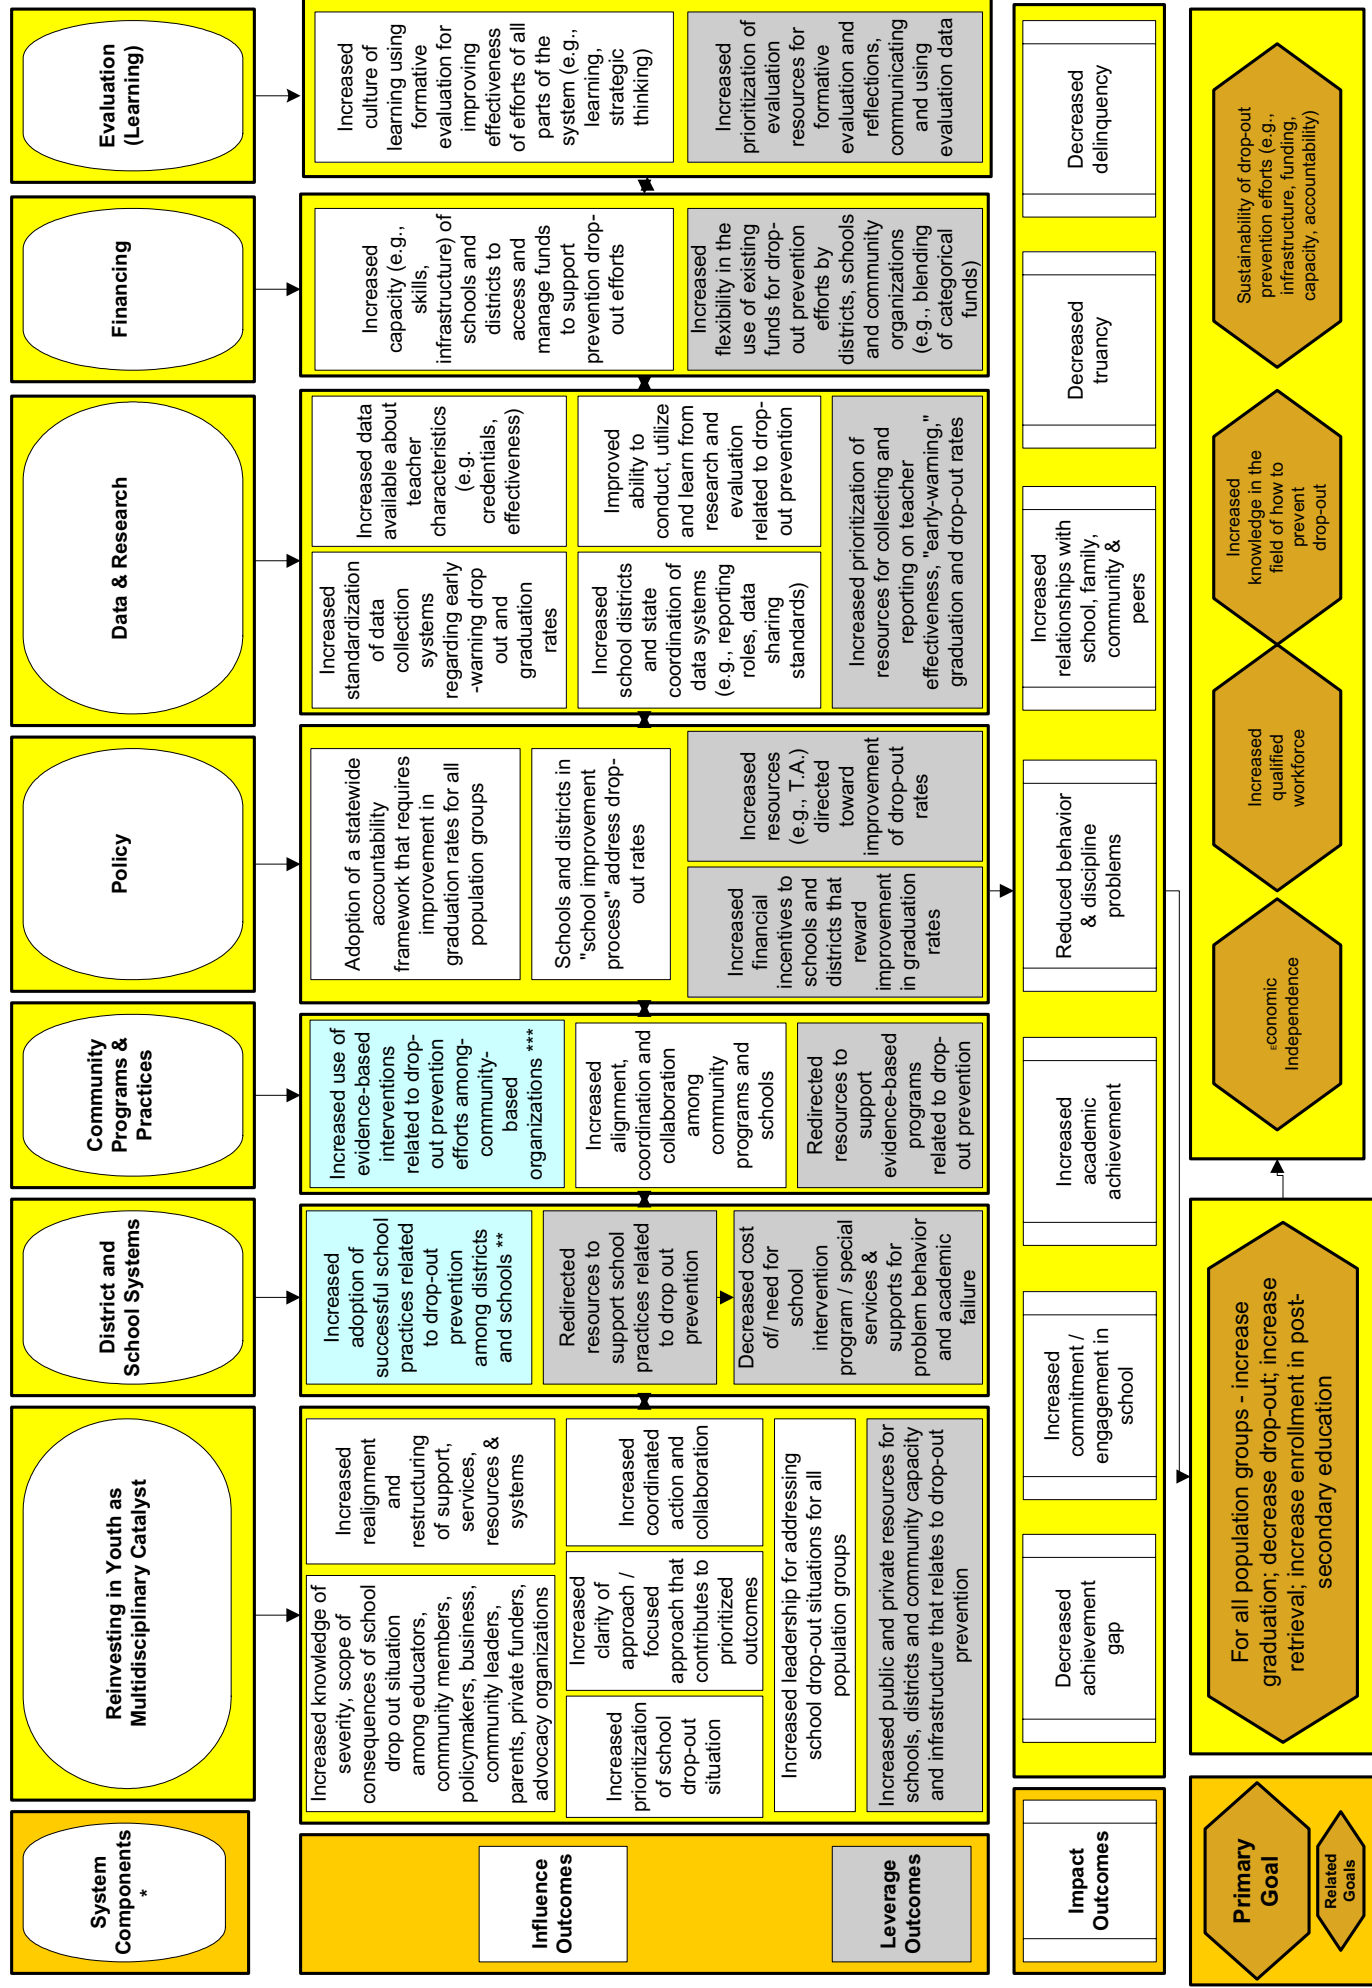 System
Components
*
Reinvesting in Youth as
Multidisciplinary Catalyst
District and
School Systems
Community
Programs &
Practices
Policy
Data & Research
Financing
Evaluation
(Learning)
Influence
Outcomes
Leverage
Outcomes
Increased knowledge of
severity, scope of
consequences of school
drop out situation
among educators,
community members,
policymakers, business,
community leaders,
parents, private funders,
advocacy organizations
Increased
realignment
and
restructuring
of support,
services,
resources &
systems
Increased
prioritization
of school
drop-out
situation
Increased
clarity of
approach /
focused
approach that
contributes to
prioritized
outcomes
Increased
coordinated
action and
collaboration
Increased leadership for addressing
school drop-out situations for all
population groups
Increased public and private resources for
schools, districts and community capacity
and infrastructure that relates to drop-out
prevention
Increased
adoption of
successful school
practices related
to drop-out
prevention
among districts
and schools **
Redirected
resources to
support school
practices related
to drop out
prevention
Decreased cost
of/ need for
school
intervention
program / special
services &
supports for
problem behavior
and academic
failure
Increased use of
evidence-based
interventions
related to drop-
out prevention
efforts among-
community-
based
organizations ***
Increased
alignment,
coordination and
collaboration
among
community
programs and
schools
Redirected
resources to
support
evidence-based
programs
related to drop-
out prevention
Adoption of a statewide
accountability
framework that requires
improvement in
graduation rates for all
population groups
Schools and districts in
"school improvement
process" address drop-
out rates
Increased
financial
incentives to
schools and
districts that
reward
improvement
in graduation
rates
Increased
resources
(e.g., T.A.)
directed
toward
improvement
of drop-out
rates
Increased
standardization
of data
collection
systems
regarding early
-warning drop
out and
graduation
rates
Increased data
available about
teacher
characteristics
(e.g.
credentials,
effectiveness)
Increased
school districts
and state
coordination of
data systems
(e.g., reporting
roles, data
sharing
standards)
Improved
ability to
conduct, utilize
and learn from
research and
evaluation
related to drop-
out prevention
Increased prioritization of
resources for collecting and
reporting on teacher
effectiveness, "early-warning,"
graduation and drop-out rates
Increased
capacity (e.g.,
skills,
infrastructure) of
schools and
districts to
access and
manage funds
to support
prevention drop-
out efforts
Increased
flexibility in the
use of existing
funds for drop-
out prevention
efforts by
districts, schools
and community
organizations
(e.g., blending
of categorical
funds)
Increased
culture of
learning using
formative
evaluation for
improving
effectiveness
of efforts of all
parts of the
system (e.g.,
learning,
strategic
thinking)
Increased
prioritization of
evaluation
resources for
formative
evaluation and
reflections,
communicating
and using
evaluation data
Impact
Outcomes
Decreased
achievement
gap
Increased
commitment /
engagement in
school
Increased
academic
achievement
Reduced behavior
& discipline
problems
Increased
relationships with
school, family,
community &
peers
Decreased
truancy
Decreased
delinquency
Primary
Goal
Related
Goals
For all population groups - increase
graduation; decrease drop-out; increase
retrieval; increase enrollment in post-
secondary education
Economic
Independence
Increased
qualified
workforce
Increased
knowledge in the
field of how to
prevent
drop-out
Sustainability of drop-out
prevention efforts (e.g.,
infrastructure, funding,
capacity, accountability)